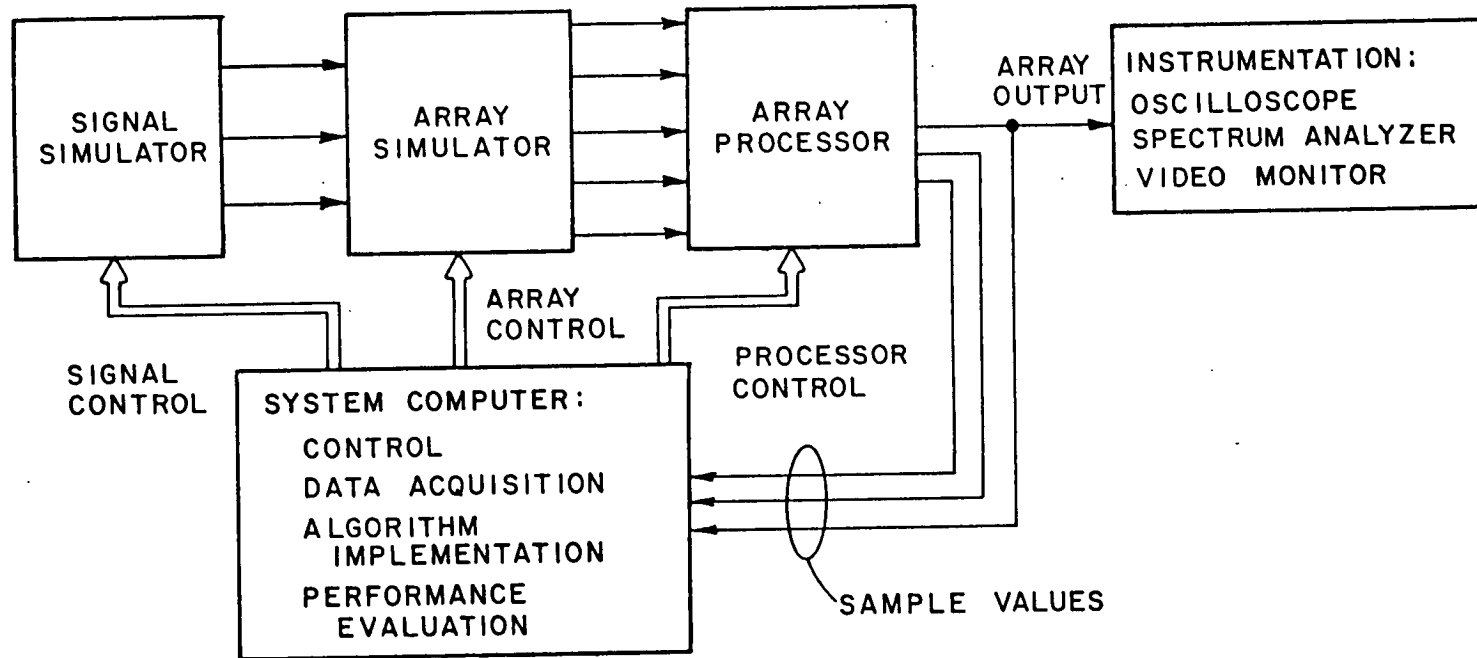 SIGNAL
SIMULATOR
ARRAY
SIMULATOR
ARRAY
PROCESSOR
ARRAY
OUTPUT
INSTRUMENTATION:
OSCILLOSCOPE
SPECTRUM ANALYZER
VIDEO MONITOR
SIGNAL
CONTROL
ARRAY
CONTROL
PROCESSOR
CONTROL
SYSTEM COMPUTER:
CONTROL
DATA ACQUISITION
ALGORITHM
IMPLEMENTATION
PERFORMANCE
EVALUATION
SAMPLE VALUES